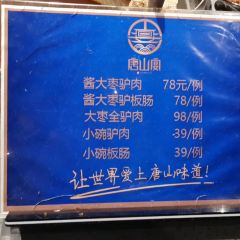 唐山宴
酱大枣驴肉 78元/例
酱大枣驴板肠 78/例
大枣全驴肉 98/例
小碗驴肉 39/例
小碗板肠 39/例
让世界爱上唐山味道!